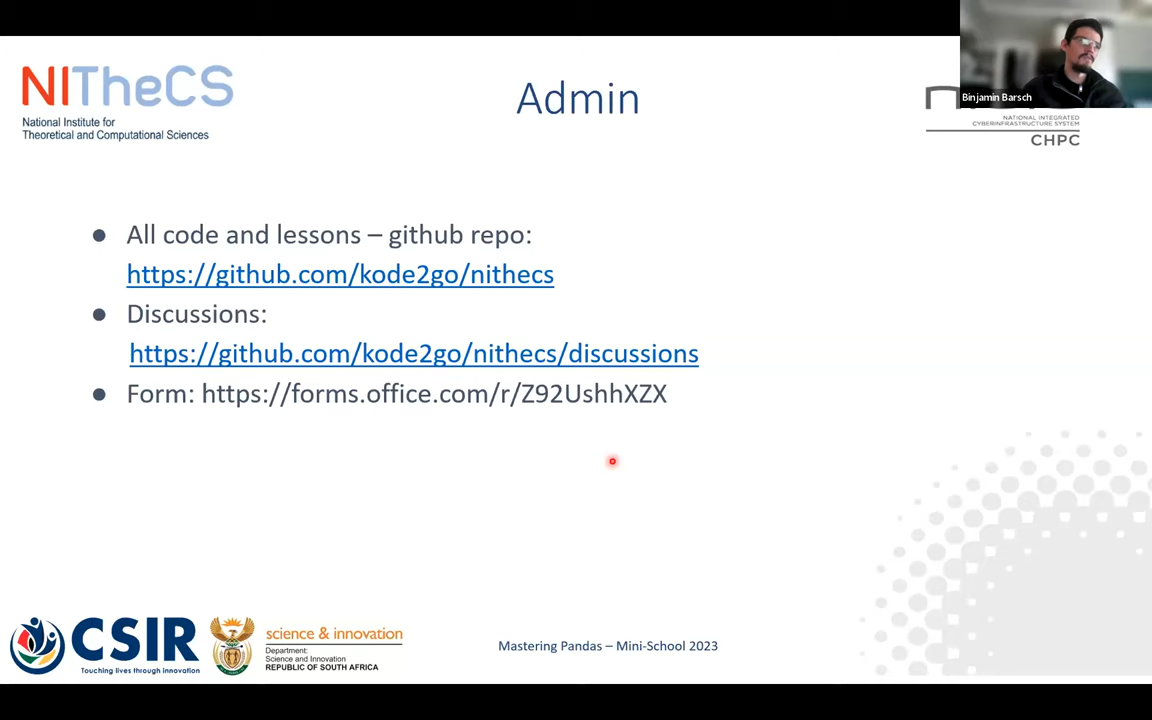 Binjamin Barsch
NITheCS
National Institute for
Theoretical and Computational Sciences
Admin
NATIONAL INTEGRATED
CYBERINFRASTRUCTURE SYSTEM
CHPC
● All code and lessons – github repo:
https://github.com/kode2go/nithecs
● Discussions:
https://github.com/kode2go/nithecs/discussions
● Form: https://forms.office.com/r/Z92UshhXZX
CSIR
Touching lives through innovation
science & innovation
Department:
Science and Innovation
REPUBLIC OF SOUTH AFRICA
Mastering Pandas – Mini-School 2023